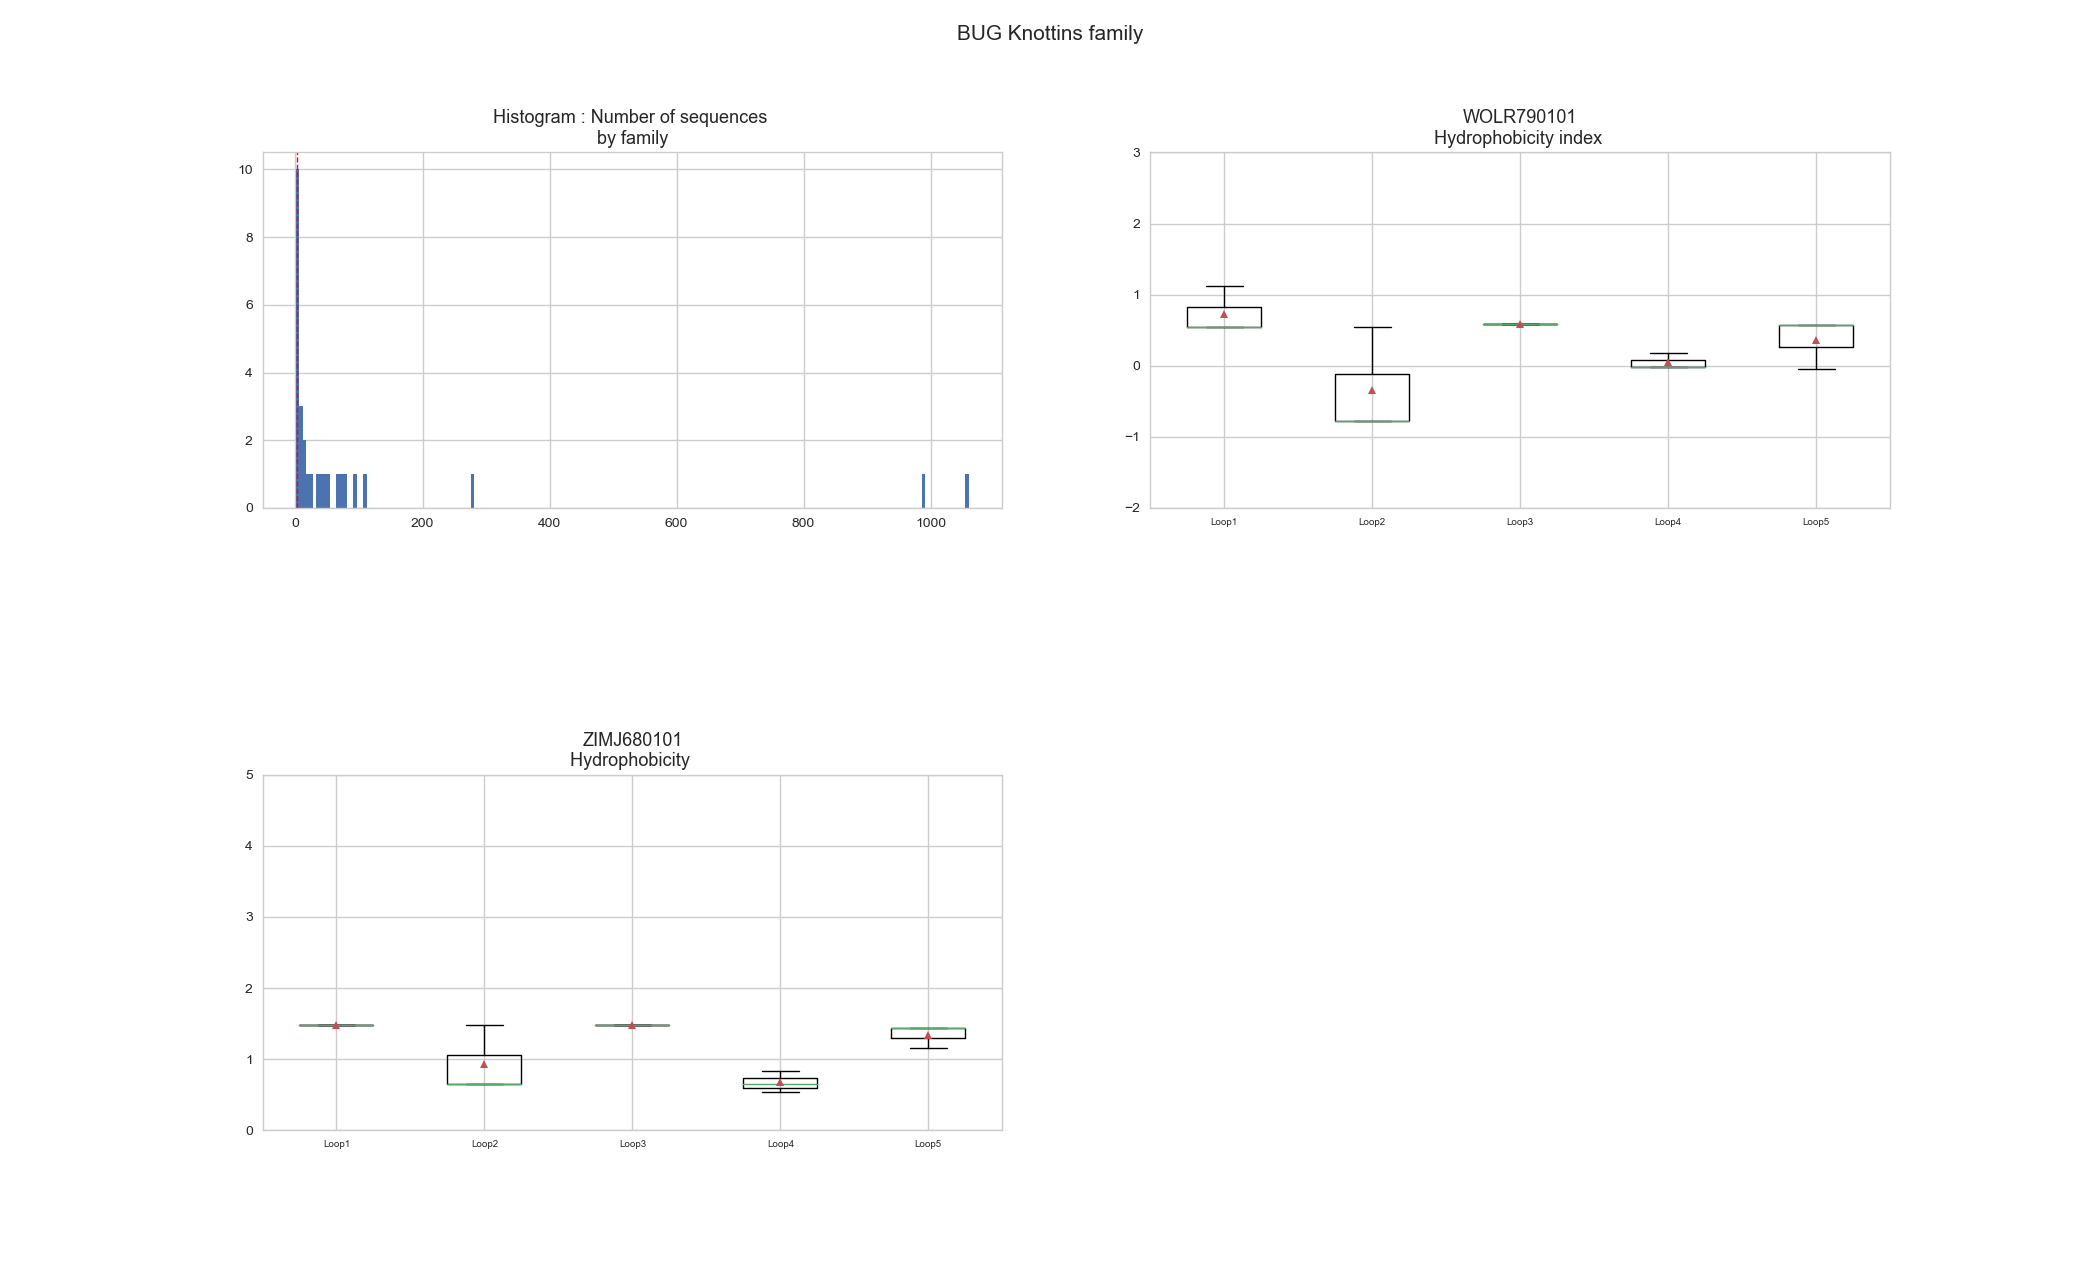 BUG Knottins family
Histogram : Number of sequences
by family
10
8
6
4
2
0
0 200 400 600 800 1000
WOLR790101
Hydrophobicity index
3
2
1
0
−1
−2
Loop1 Loop2 Loop3 Loop4 Loop5
ZIMJ680101
Hydrophobicity
5
4
3
2
1
0
Loop1 Loop2 Loop3 Loop4 Loop5